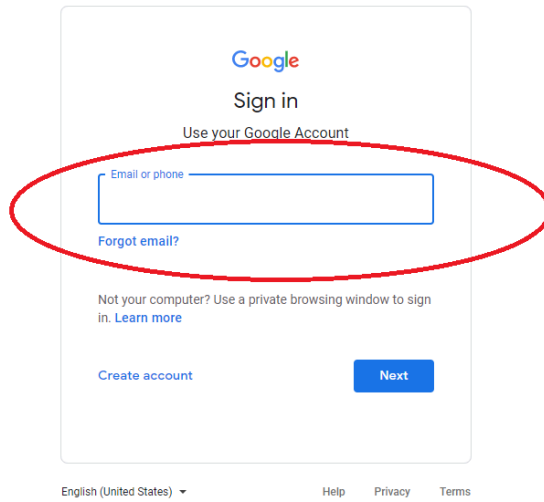 Google
Sign in
Use your Google Account
Email or phone
Forgot email?
Not your computer? Use a private browsing window to sign
in. Learn more
Create account
Next
English (United States)
Help Privacy Terms